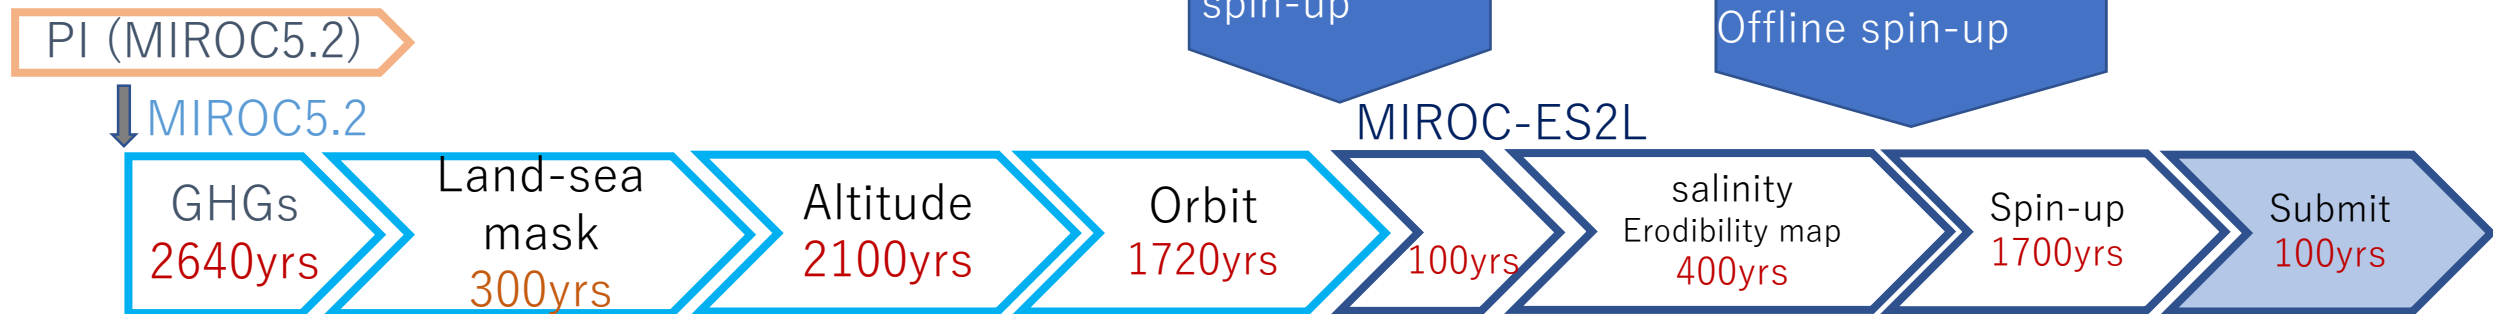 spin-up
Offline spin-up
PI (MIROC5.2)
MIROC5.2
MIROC-ES2L
GHGs
2640yrs
Land-sea
mask
300yrs
Altitude
2100yrs
Orbit
1720yrs
100yrs
salinity
Erodibility map
400yrs
Spin-up
1700yrs
Submit
100yrs